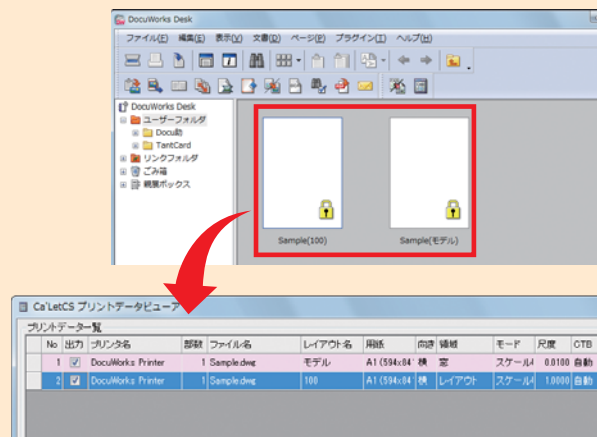 DocuWorks Desk
ファイル(F) 編集(E) 表示(V) 文書(D) ページ(P) プラグイン(I) ヘルプ(H)
DocuWorks Desk
ユーザーフォルダ
Docu助
TantCard
リンクフォルダ
ごみ箱
親展ボックス
Sample(100) Sample(モデル)
Ca'LetCS プリントデータビューア
プリントデータ一覧
No 出力 プリンタ名 部数 ファイル名 レイアウト名 用紙 向き 領域 モード 尺度 CTB
1 DocuWorks Printer 1 Sample.dwg モデル A1 (594x84 横 窓 スケール 0.0100 自動
2 DocuWorks Printer 1 Sample.dwg 100 A1 (594x84 横 レイアウト スケール 1.0000 自動